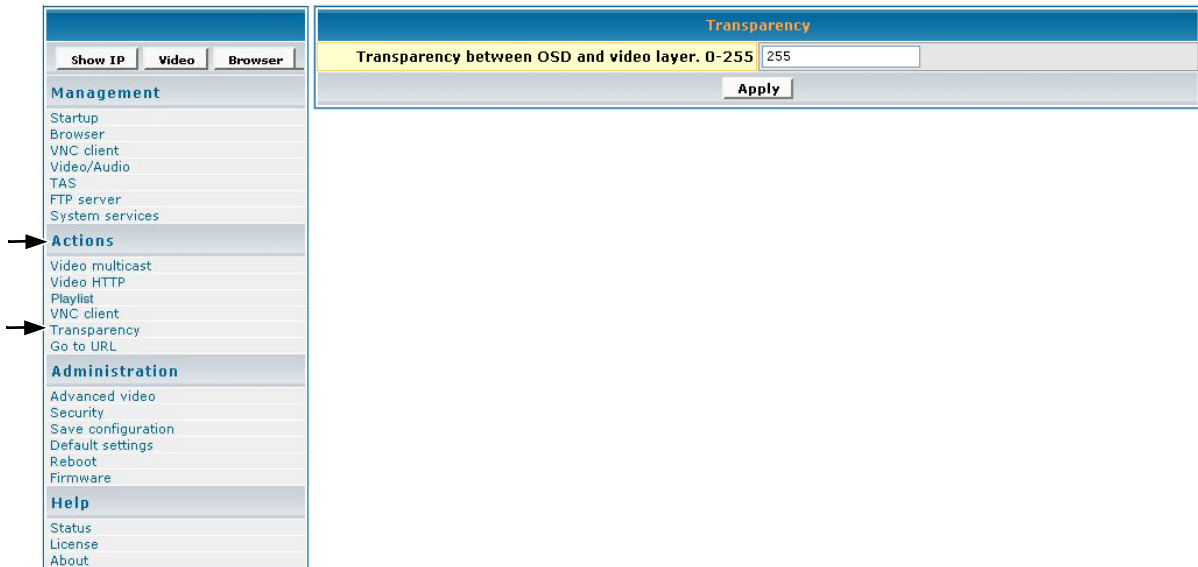 Show IP Video Browser
Management
Startup
Browser
VNC client
Video/Audio
TAS
FTP server
System services
Actions
Video multicast
Video HTTP
Playlist
VNC client
Transparency
Go to URL
Administration
Advanced video
Security
Save configuration
Default settings
Reboot
Firmware
Help
Status
License
About
Transparency
Transparency between OSD and video layer. 0-255 255
Apply